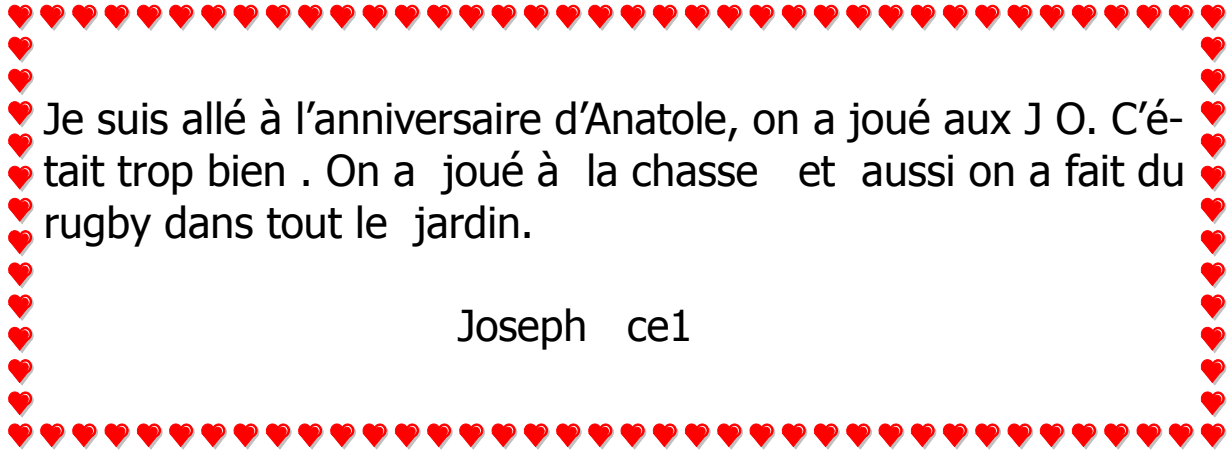 Je suis allé à l’anniversaire d’Anatole, on a joué aux J O. C’é-
tait trop bien . On a  joué à  la chasse   et  aussi on a fait du
rugby dans tout le  jardin.
Joseph   ce1